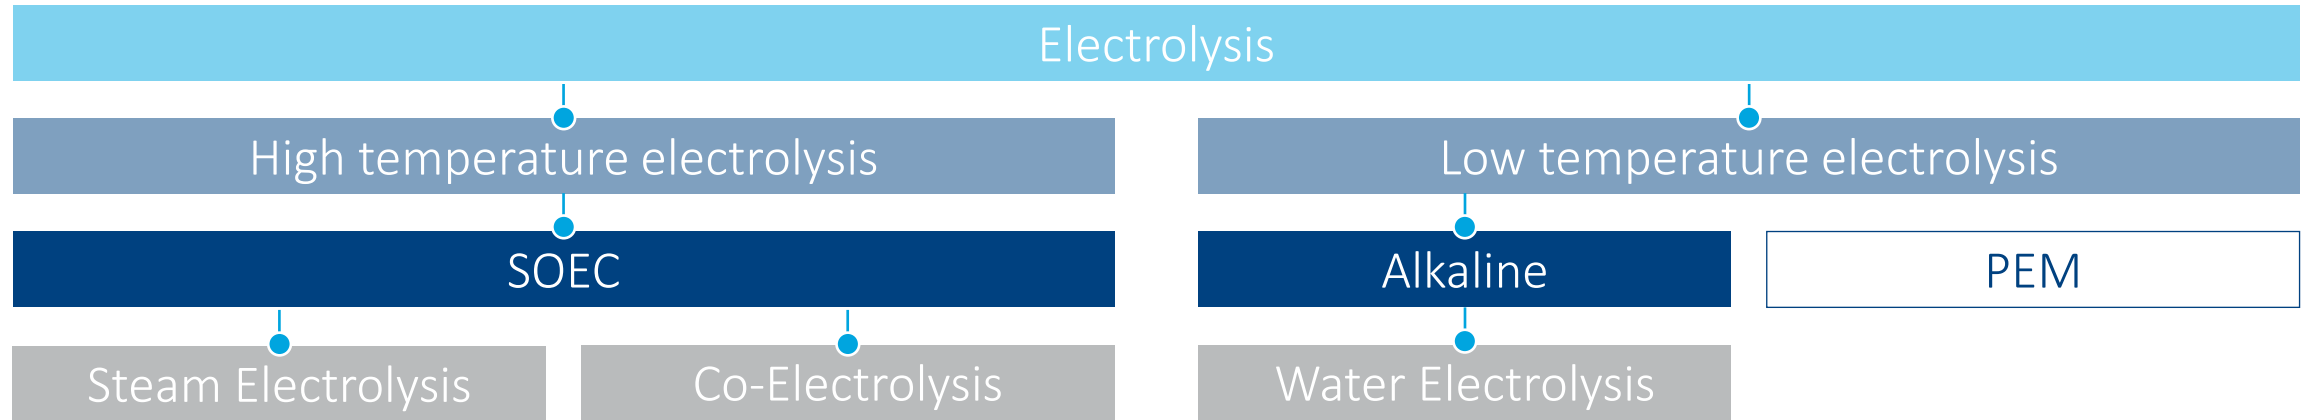 Electrolysis
High temperature electrolysis
Low temperature electrolysis
SOEC
Alkaline
PEM
Steam Electrolysis
Co-Electrolysis
Water Electrolysis